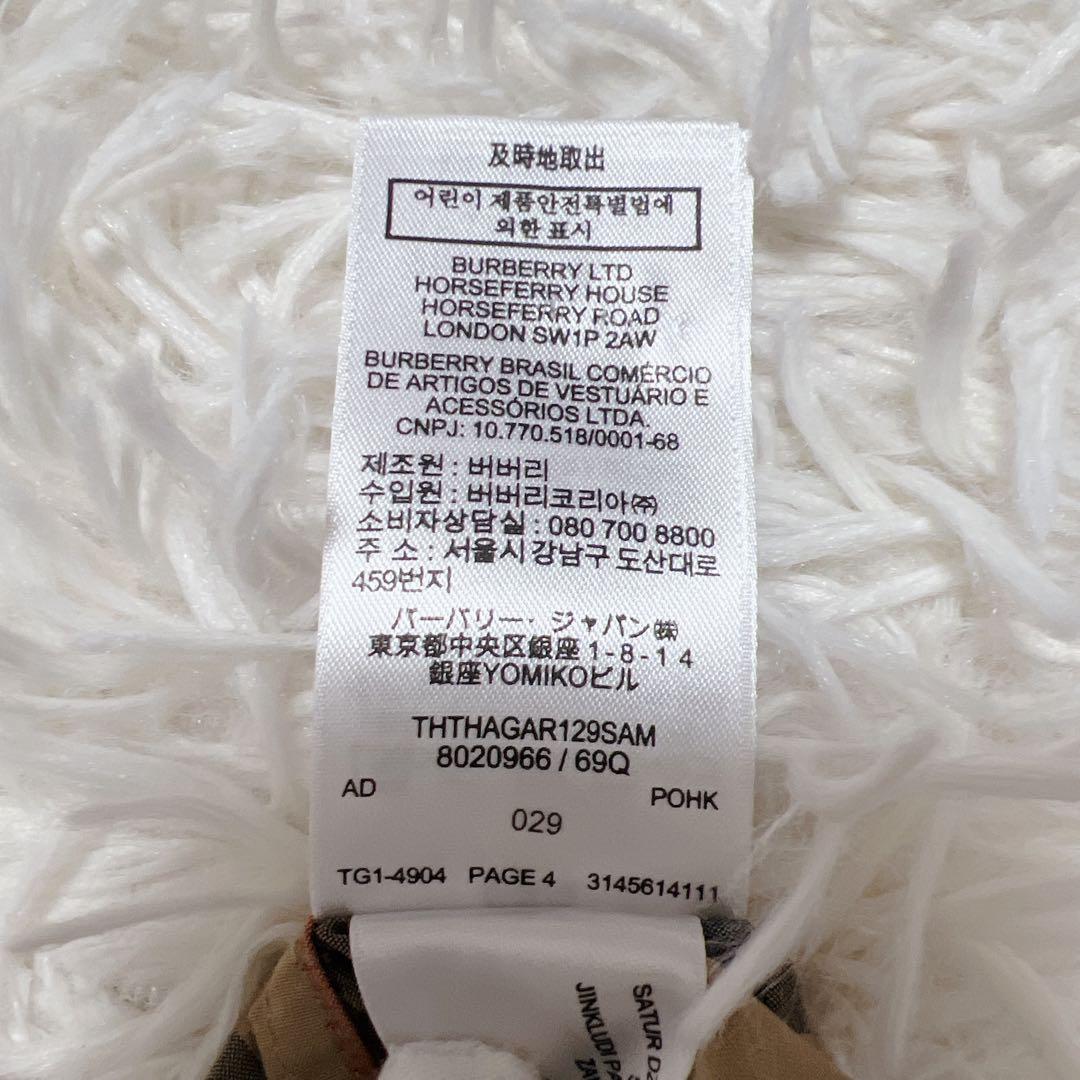 及時地取出
어린이 제품안전특별법에
의한 표시
BURBERRY LTD
HORSEFERRY HOUSE
HORSEFERRY ROAD
LONDON SW1P 2AW
BURBERRY BRASIL COMÉRCIO
DE ARTIGOS DE VESTUÁRIO E
ACESSÓRIOS LTDA.
CNPJ: 10.770.518/0001-68
제조원 : 버버리
수입원 : 버버리코리아㈜
소비자상담실 : 080 700 8800
주 소 : 서울시 강남구 도산대로
459번지
バーバリー・ジャパン㈱
東京都中央区銀座1-8-14
銀座YOMIKOビル
THTHAGAR129SAM
8020966 / 69Q
AD
POHK
029
TG1-4904 PAGE 4 3145614111
SATUR
JINKLUDI